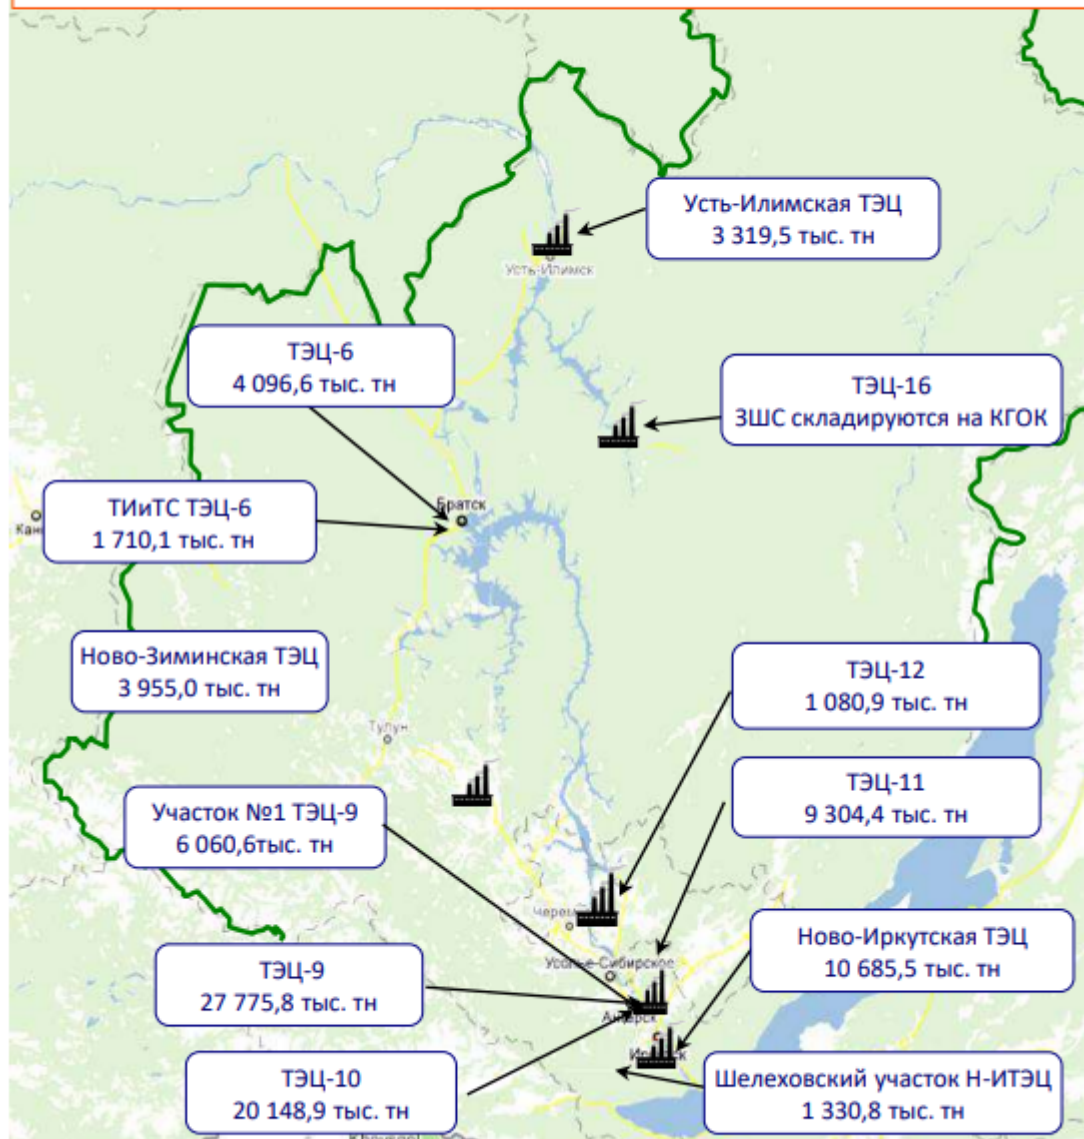 Усть-Илимская ТЭЦ
3 319,5 тыс. тн
Усть-Илимск
ТЭЦ-6
4 096,6 тыс. тн
ТЭЦ-16
ЗШС складируются на КГОК
Братск
ТИиТС ТЭЦ-6
1 710,1 тыс. тн
Ново-Зиминская ТЭЦ
3 955,0 тыс. тн
ТЭЦ-12
1 080,9 тыс. тн
Тулун
ТЭЦ-11
9 304,4 тыс. тн
Участок №1 ТЭЦ-9
6 060,6тыс. тн
Усолье-Сибирское
Ново-Иркутская ТЭЦ
10 685,5 тыс. тн
ТЭЦ-9
27 775,8 тыс. тн
Ангарск
ТЭЦ-10
20 148,9 тыс. тн
Шелеховский участок Н-ИТЭЦ
1 330,8 тыс. тн